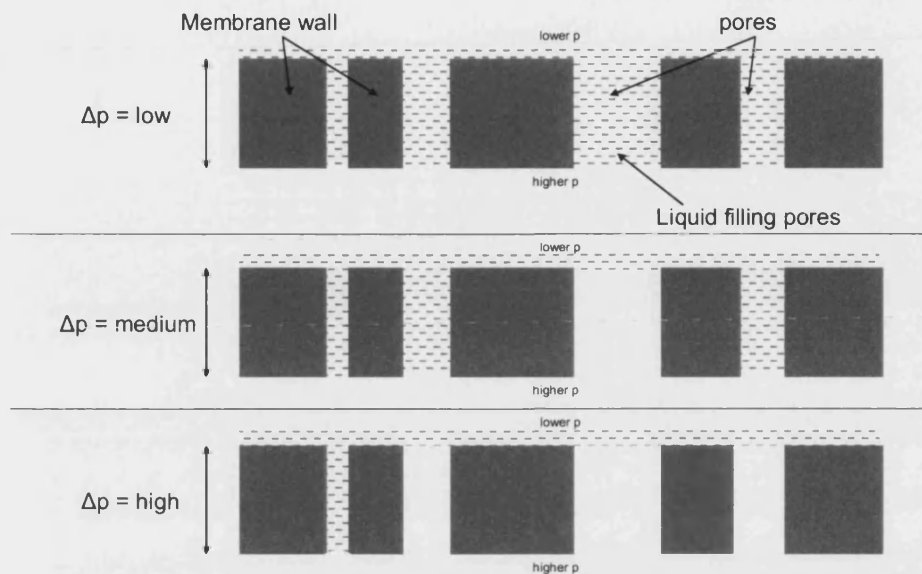 Membrane wall
pores
lower p
Δp = low
higher p
Liquid filling pores
lower p
Δp = medium
higher p
lower p
Δp = high
higher p